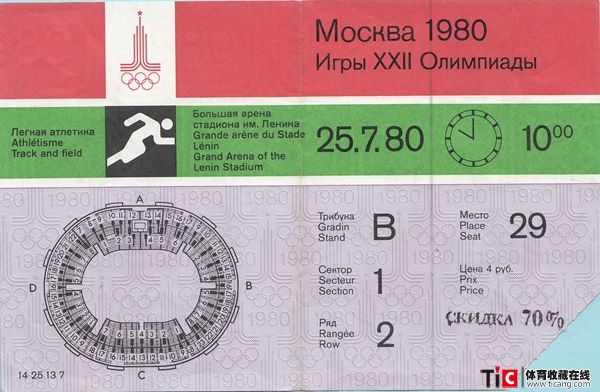 Москва 1980
Игры XXII Олимпиады
Легкая атлетика
Athlétisme
Track and field
Большая арена
стадиона им. Ленина
Grande arène du Stade
Lénin
Grand Arena of the
Lenin Stadium
25.7.80
10 00
A
B
C
D
Трибуна
Gradin
Stand
B
Место
Place
Seat
29
Сектор
Secteur
Section
1
Цена 4 руб.
Prix
Price
Ряд
Rangée
Row
2
СКИДКА 70%
14 25 13 7
TiC 体育收藏在线
www.ticang.com